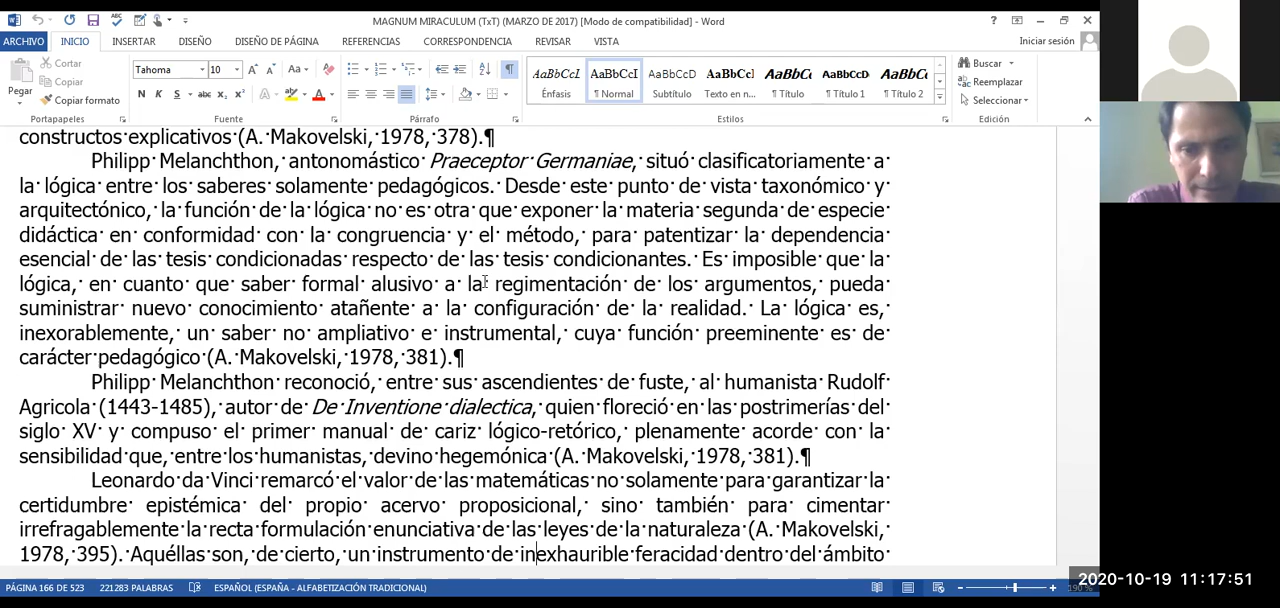 MAGNUM MIRACULUM (TxT) (MARZO DE 2017) [Modo de compatibilidad] - Word
ARCHIVO INICIO INSERTAR DISEÑO DISEÑO DE PÁGINA REFERENCIAS CORRESPONDENCIA REVISAR VISTA Iniciar sesión
Pegar
Cortar
Copiar
Copiar formato
Portapapeles
Tahoma 10
Fuente
Párrafo
AaBbCcI Énfasis
AaBbCcI ¶ Normal
AaBbCcD Subtítulo
AaBbCc Texto en n...
AaBbC ¶ Título
AaBbCc ¶ Título 1
AaBbCc ¶ Título 2
Estilos
Buscar
Reemplazar
Seleccionar
Edición
constructos explicativos (A. Makovelski, 1978, 378).¶
Philipp Melanchthon, antonomástico Praeceptor Germaniae, situó clasificatoriamente a
la lógica entre los saberes solamente pedagógicos. Desde este punto de vista taxonómico y
arquitectónico, la función de la lógica no es otra que exponer la materia segunda de especie
didáctica en conformidad con la congruencia y el método, para patentizar la dependencia
esencial de las tesis condicionadas respecto de las tesis condicionantes. Es imposible que la
lógica, en cuanto que saber formal alusivo a la regimentación de los argumentos, pueda
suministrar nuevo conocimiento atañente a la configuración de la realidad. La lógica es,
inexorablemente, un saber no ampliativo e instrumental, cuya función preeminente es de
carácter pedagógico (A. Makovelski, 1978, 381).¶
Philipp Melanchthon reconoció, entre sus ascendientes de fuste, al humanista Rudolf
Agricola (1443-1485), autor de De Inventione dialectica, quien floreció en las postrimerías del
siglo XV y compuso el primer manual de cariz lógico-retórico, plenamente acorde con la
sensibilidad que, entre los humanistas, devino hegemónica (A. Makovelski, 1978, 381).¶
Leonardo da Vinci remarcó el valor de las matemáticas no solamente para garantizar la
certidumbre epistémica del propio acervo proposicional, sino también para cimentar
irrefragablemente la recta formulación enunciativa de las leyes de la naturaleza (A. Makovelski,
1978, 395). Aquéllas son, de cierto, un instrumento de inexhaurible feracidad dentro del ámbito
PÁGINA 166 DE 523 221283 PALABRAS ESPAÑOL (ESPAÑA - ALFABETIZACIÓN TRADICIONAL) 190 %
2020-10-19 11:17:51